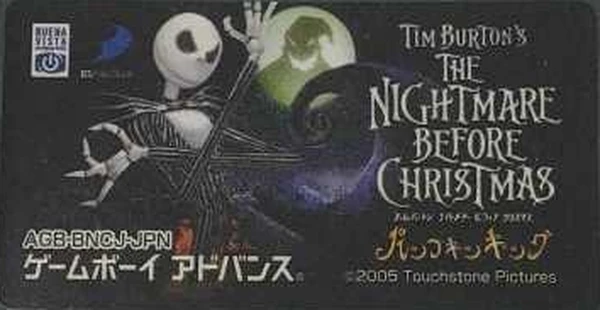 BUENA
VISTA
TIM BURTON'S
THE
NIGHTMARE
BEFORE
CHRISTMAS
パンプキンキング
AGB-BNCJ-JPN
ゲームボーイ アドバンス
©2005 Touchstone Pictures